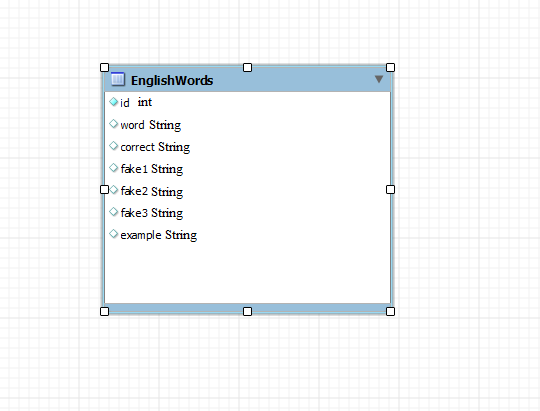 EnglishWords
id int
word String
correct String
fake1 String
fake2 String
fake3 String
example String